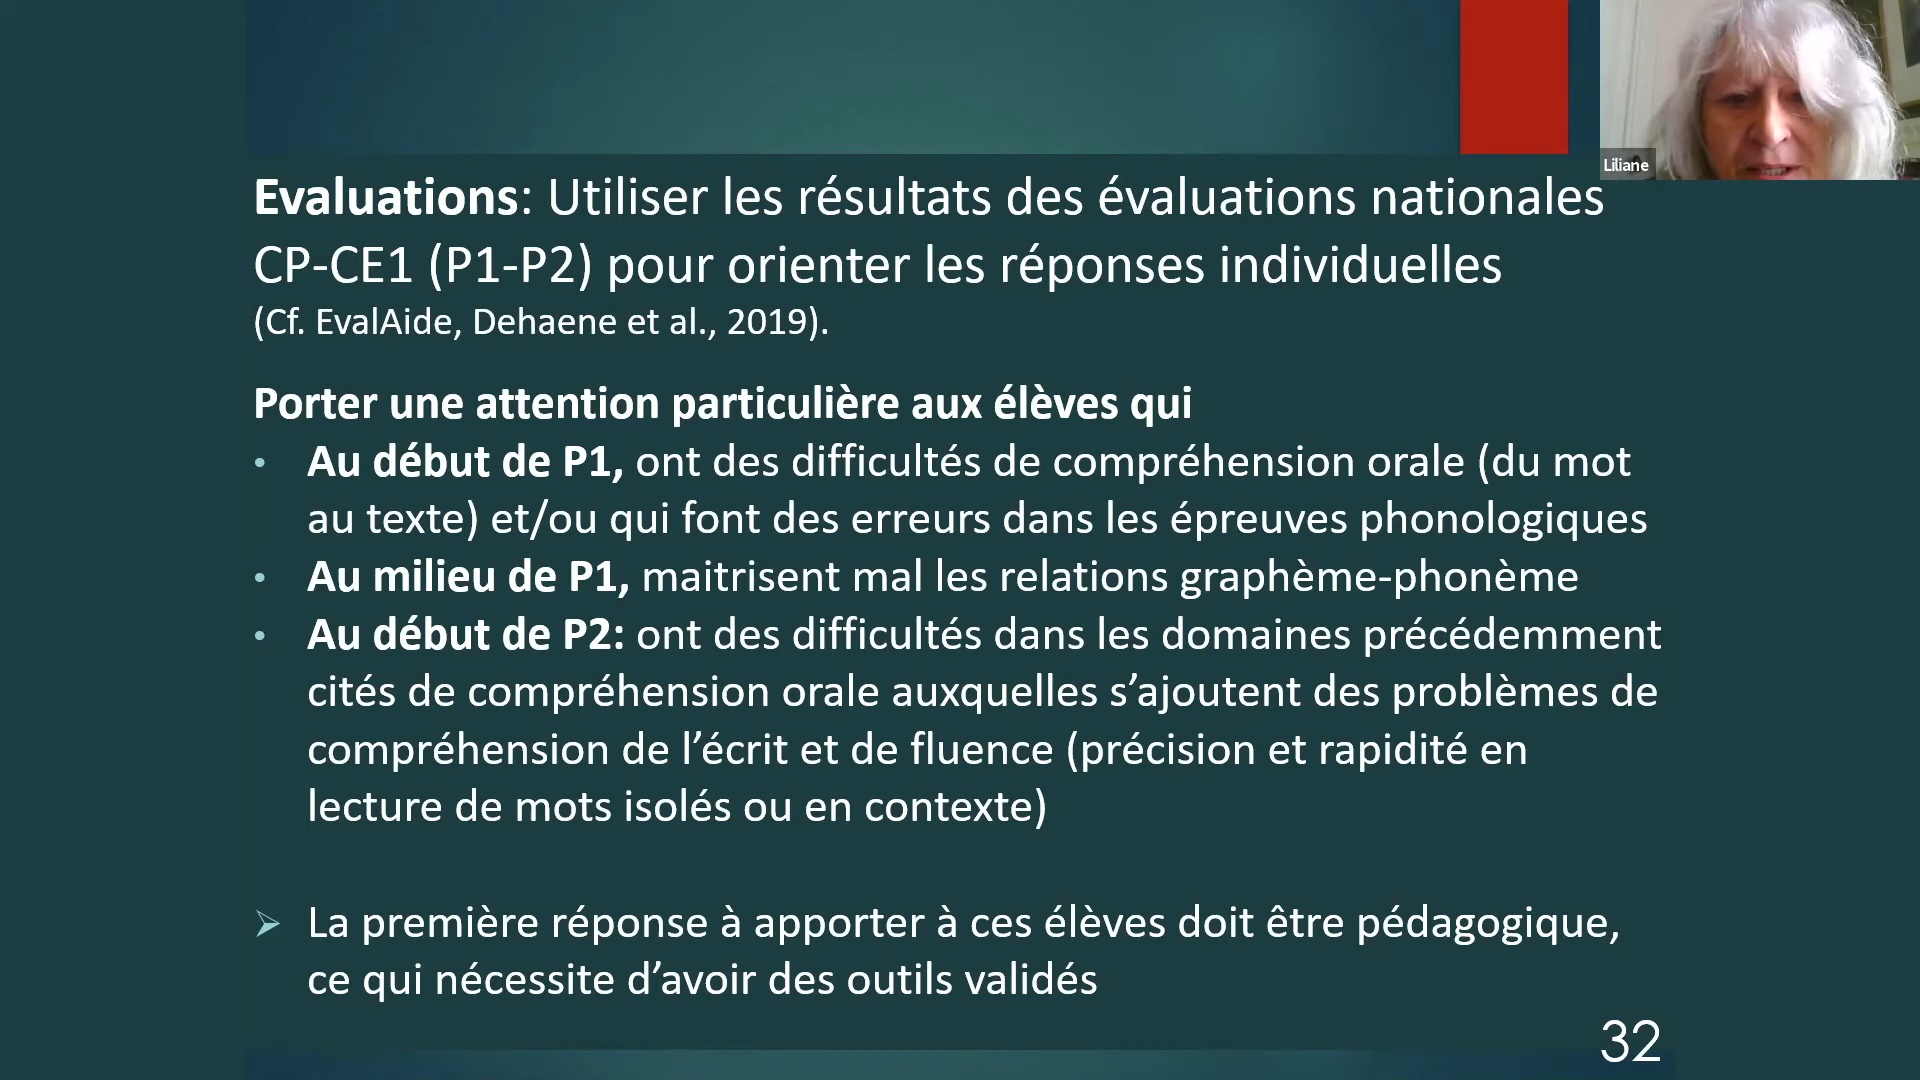 Liliane
Evaluations: Utiliser les résultats des évaluations nationales
CP-CE1 (P1-P2) pour orienter les réponses individuelles
(Cf. EvalAide, Dehaene et al., 2019).
Porter une attention particulière aux élèves qui
• Au début de P1, ont des difficultés de compréhension orale (du mot
au texte) et/ou qui font des erreurs dans les épreuves phonologiques
• Au milieu de P1, maitrisent mal les relations graphème-phonème
• Au début de P2: ont des difficultés dans les domaines précédemment
cités de compréhension orale auxquelles s’ajoutent des problèmes de
compréhension de l’écrit et de fluence (précision et rapidité en
lecture de mots isolés ou en contexte)
➢ La première réponse à apporter à ces élèves doit être pédagogique,
ce qui nécessite d’avoir des outils validés
32